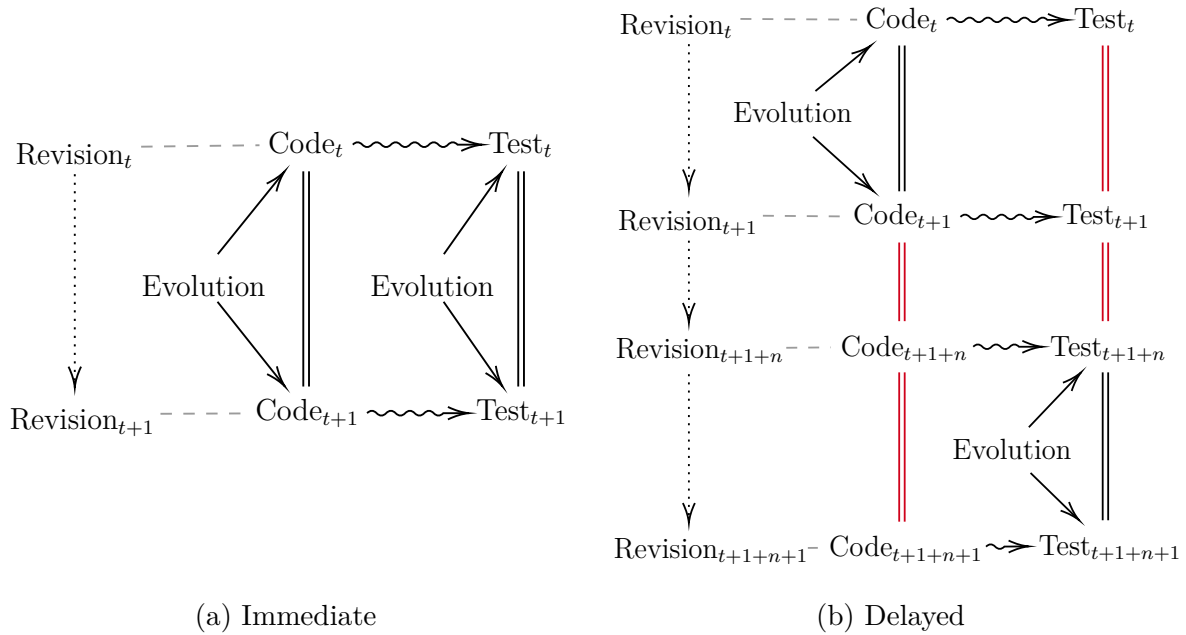 Revision_t Code_t Test_t
Evolution Evolution
Revision_{t+1} Code_{t+1} Test_{t+1}
(a) Immediate
Revision_t Code_t Test_t
Evolution
Revision_{t+1} Code_{t+1} Test_{t+1}
Revision_{t+1+n} Code_{t+1+n} Test_{t+1+n}
Evolution
Revision_{t+1+n+1} Code_{t+1+n+1} Test_{t+1+n+1}
(b) Delayed